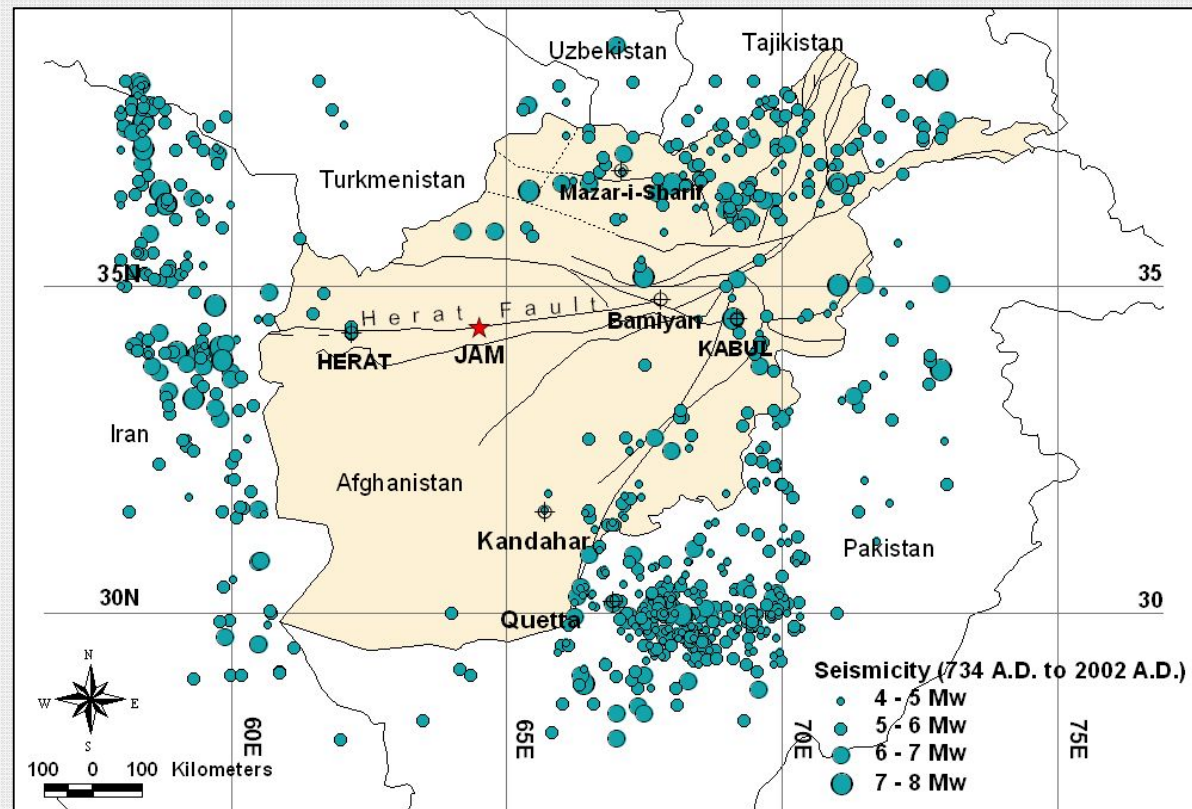 Uzbekistan
Tajikistan
Turkmenistan
Mazar-i-Sharif
35N
35
Herat Fault
Bamiyan
KABUL
HERAT
JAM
Iran
Afghanistan
Kandahar
Pakistan
30N
30
Quetta
Seismicity (734 A.D. to 2002 A.D.)
4 - 5 Mw
5 - 6 Mw
6 - 7 Mw
7 - 8 Mw
N
W
E
S
60E
65E
70E
75E
100 0 100 Kilometers